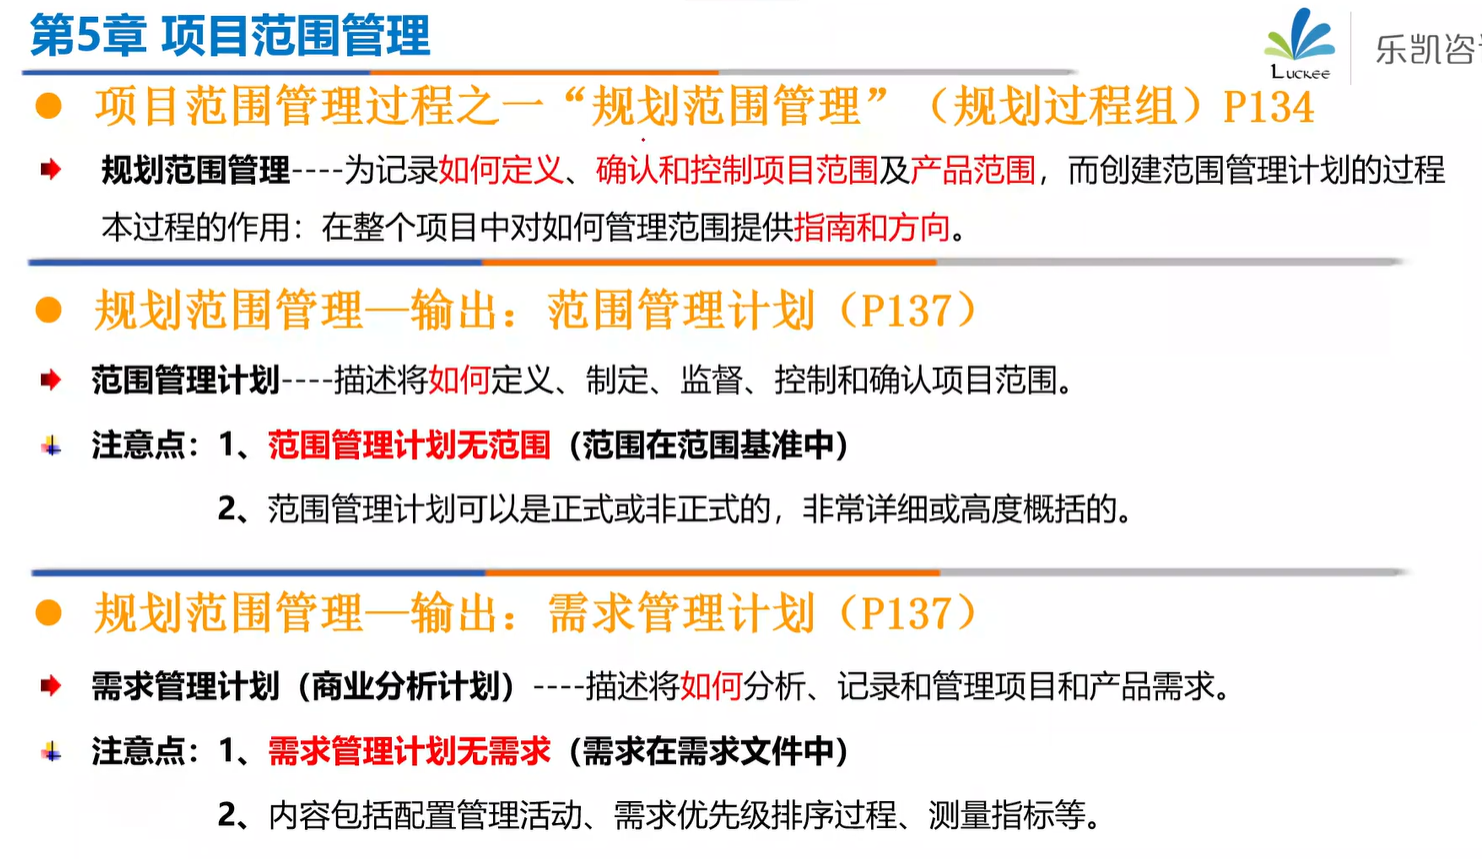 第5章 项目范围管理
Luckee
乐凯咨
项目范围管理过程之一“规划范围管理”（规划过程组）P134
规划范围管理----为记录如何定义、确认和控制项目范围及产品范围，而创建范围管理计划的过程
本过程的作用：在整个项目中对如何管理范围提供指南和方向。
规划范围管理—输出：范围管理计划（P137）
范围管理计划----描述将如何定义、制定、监督、控制和确认项目范围。
注意点：1、范围管理计划无范围（范围在范围基准中）
2、范围管理计划可以是正式或非正式的，非常详细或高度概括的。
规划范围管理—输出：需求管理计划（P137）
需求管理计划（商业分析计划）----描述将如何分析、记录和管理项目和产品需求。
注意点：1、需求管理计划无需求（需求在需求文件中）
2、内容包括配置管理活动、需求优先级排序过程、测量指标等。